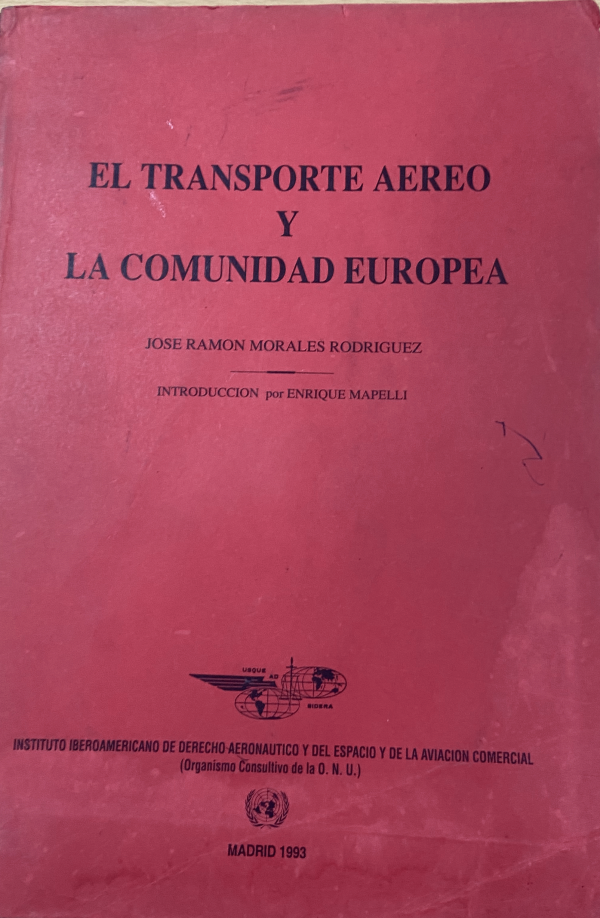 EL TRANSPORTE AEREO
Y
LA COMUNIDAD EUROPEA
JOSE RAMON MORALES RODRIGUEZ
INTRODUCCION por ENRIQUE MAPELLI
USQUE AD SIDERA
INSTITUTO IBEROAMERICANO DE DERECHO AERONAUTICO Y DEL ESPACIO Y DE LA AVIACION COMERCIAL
(Organismo Consultivo de la O. N. U.)
MADRID 1993